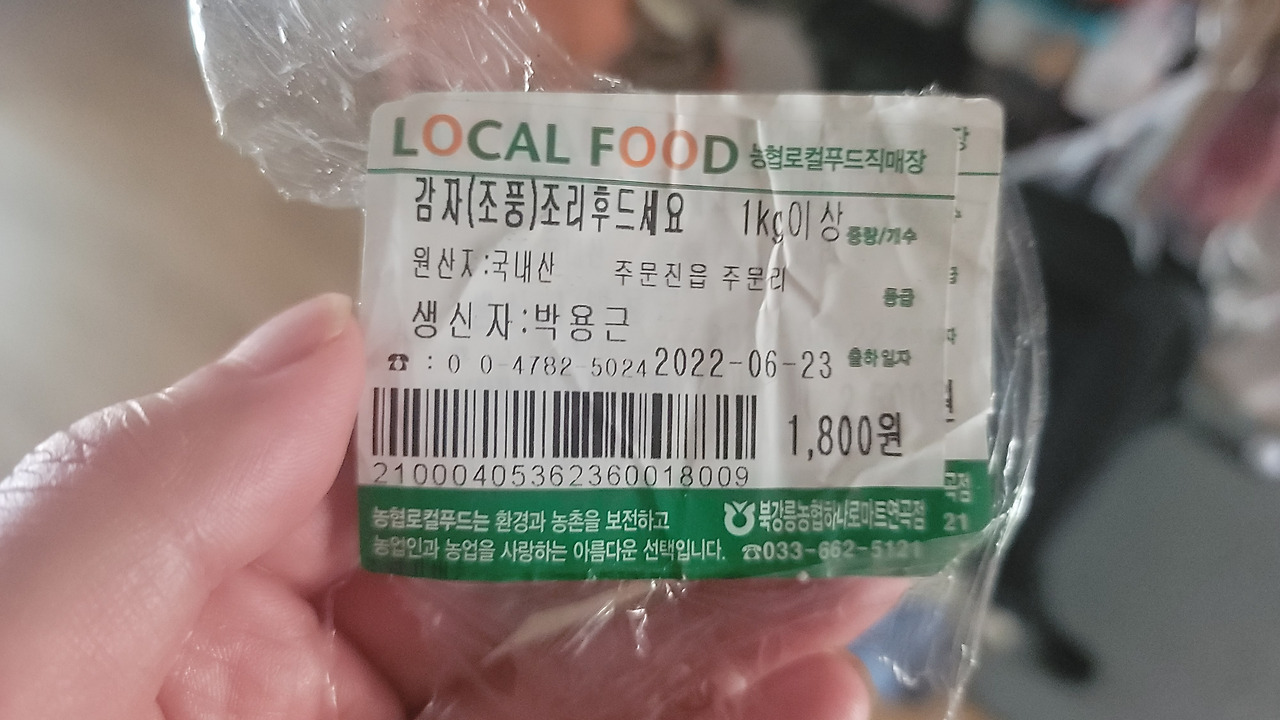 LOCAL FOOD 농협로컬푸드직매장
감자(조풍)조리후드세요 1kg이상 중량/개수
원산지:국내산 주문진읍 주문리
등급
생산자:박용근
☎ : 0 0-4782-5024 2022-06-23 출하일자
1,800원
21000405362360018009
농협로컬푸드는 환경과 농촌을 보전하고
농업인과 농업을 사랑하는 아름다운 선택입니다.
북강릉농협하나로마트연곡점
☎033-662-5121
장
곡점
21